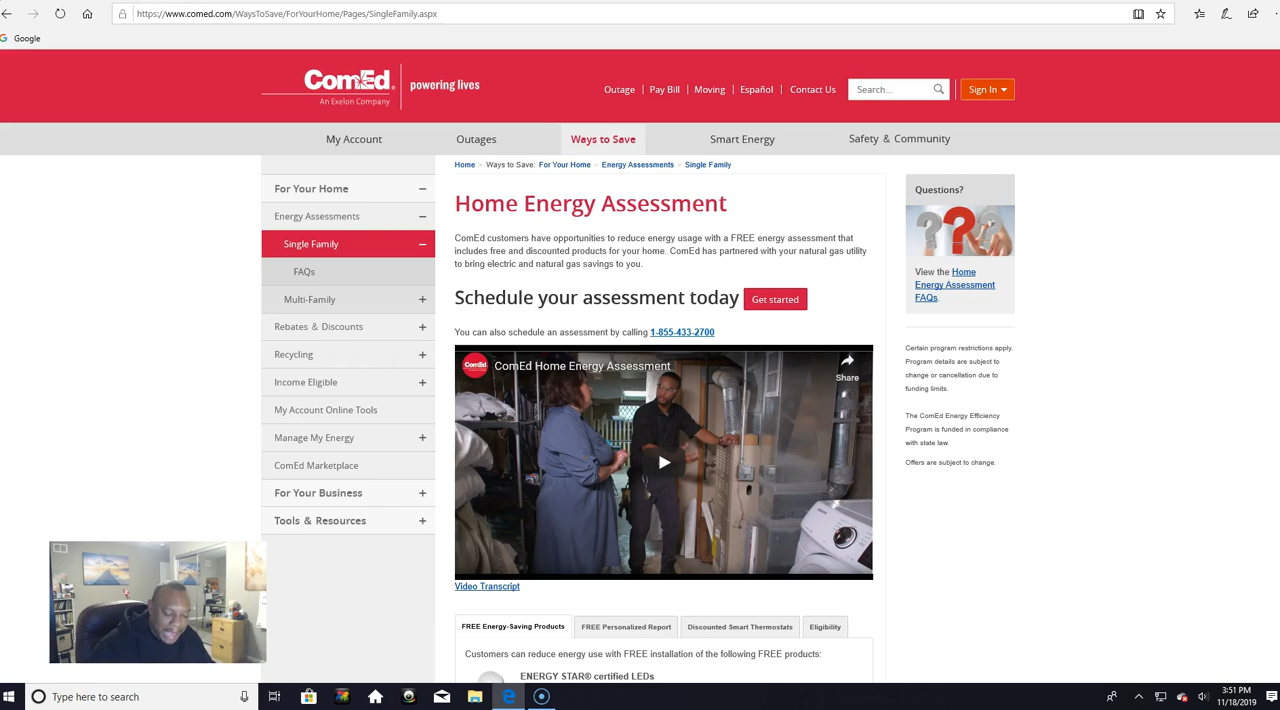 https://www.comed.com/WaysToSave/ForYourHome/Pages/SingleFamily.aspx
Google
ComEd®
An Exelon Company
powering lives
Outage
Pay Bill
Moving
Español
Contact Us
Search...
Sign In
My Account
Outages
Ways to Save
Smart Energy
Safety & Community
Home > Ways to Save: For Your Home > Energy Assessments > Single Family
For Your Home
Energy Assessments
Single Family
FAQs
Multi-Family
Rebates & Discounts
Recycling
Income Eligible
My Account Online Tools
Manage My Energy
ComEd Marketplace
For Your Business
Tools & Resources
Home Energy Assessment
ComEd customers have opportunities to reduce energy usage with a FREE energy assessment that
includes free and discounted products for your home. ComEd has partnered with your natural gas utility
to bring electric and natural gas savings to you.
Schedule your assessment today Get started
You can also schedule an assessment by calling 1-855-433-2700
ComEd
ComEd Home Energy Assessment
Share
Video Transcript
FREE Energy-Saving Products
FREE Personalized Report
Discounted Smart Thermostats
Eligibility
Customers can reduce energy use with FREE installation of the following FREE products:
ENERGY STAR® certified LEDs
Questions?
???
View the Home
Energy Assessment
FAQs.
Certain program restrictions apply.
Program details are subject to
change or cancellation due to
funding limits.
The ComEd Energy Efficiency
Program is funded in compliance
with state law.
Offers are subject to change.
Type here to search
3:51 PM
11/18/2019